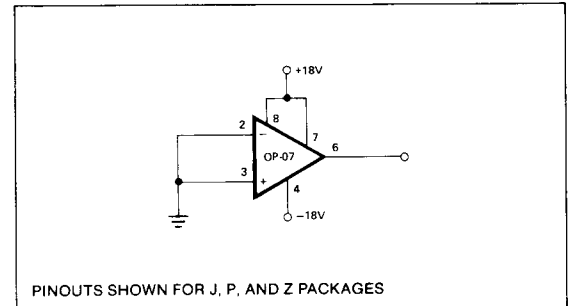 +18V
2
8
−
7
OP-07
6
3
+
4
−18V
PINOUTS SHOWN FOR J, P, AND Z PACKAGES